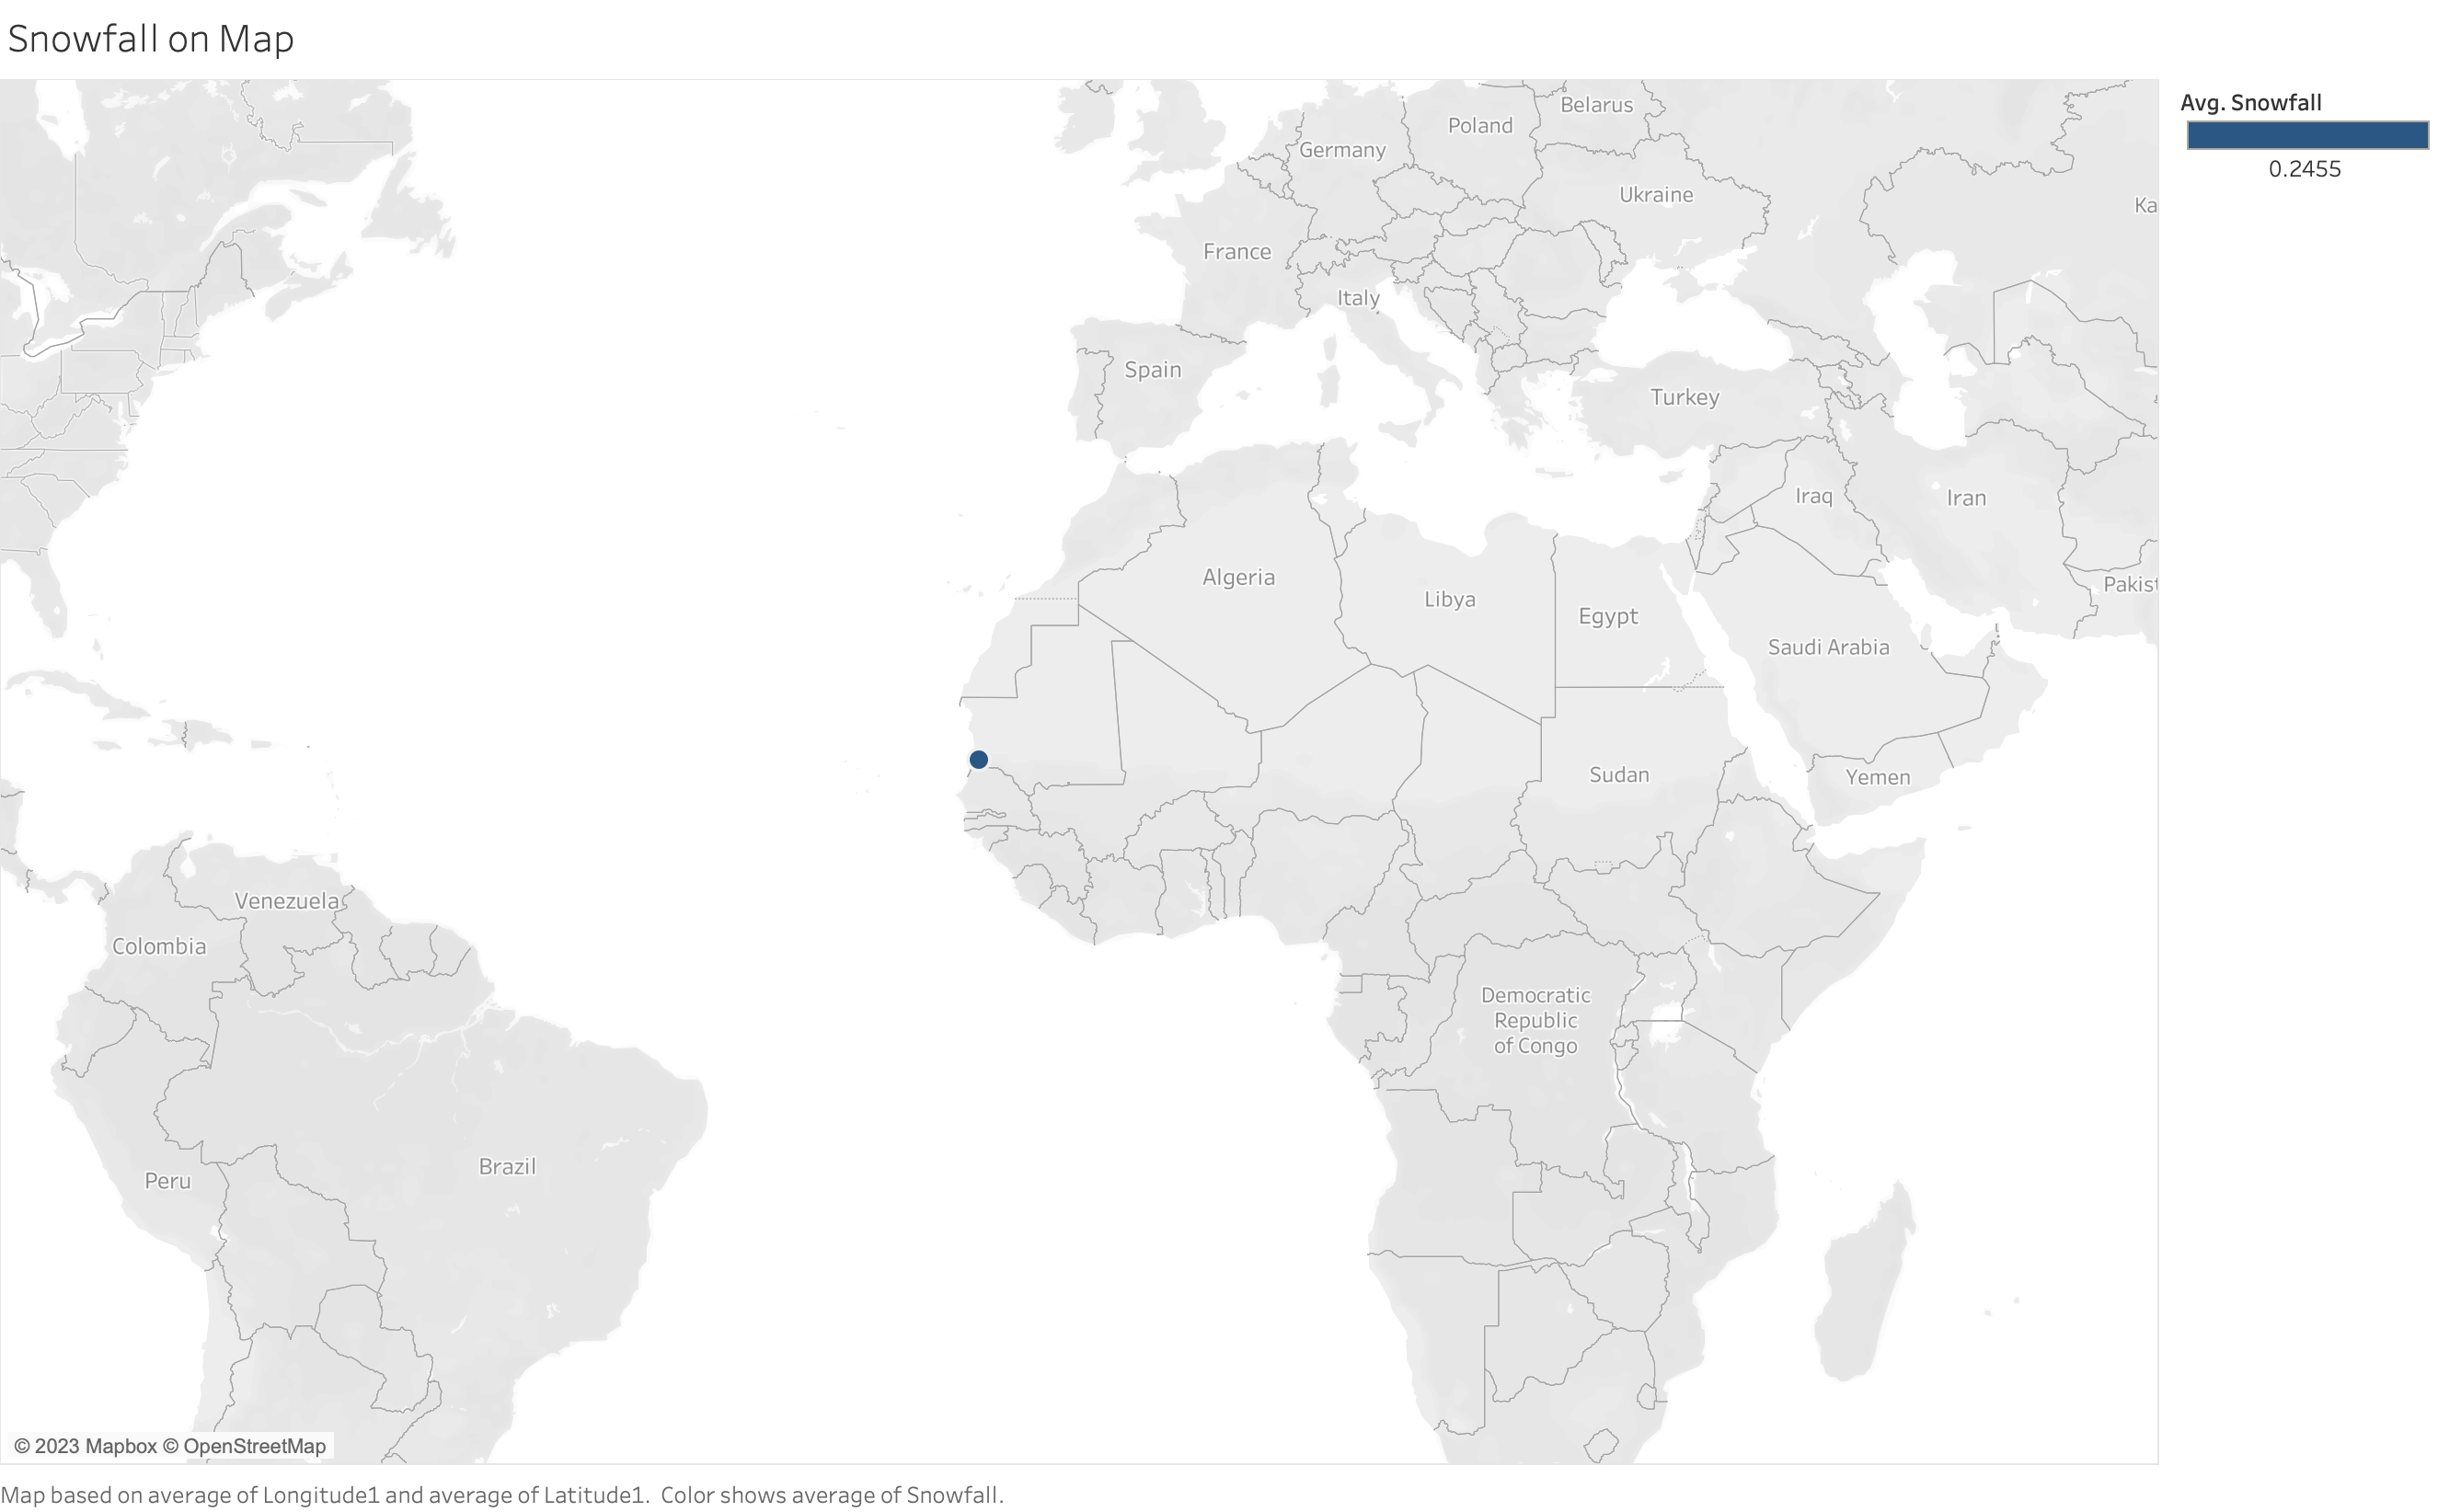 Snowfall on Map
Avg. Snowfall
0.2455
Belarus
Poland
Germany
Ukraine
Ka
France
Italy
Spain
Turkey
Iraq
Iran
Algeria
Pakist
Libya
Egypt
Saudi Arabia
Sudan
Yemen
Venezuela
Colombia
Democratic
Republic
of Congo
Brazil
Peru
© 2023 Mapbox © OpenStreetMap
Map based on average of Longitude1 and average of Latitude1. Color shows average of Snowfall.